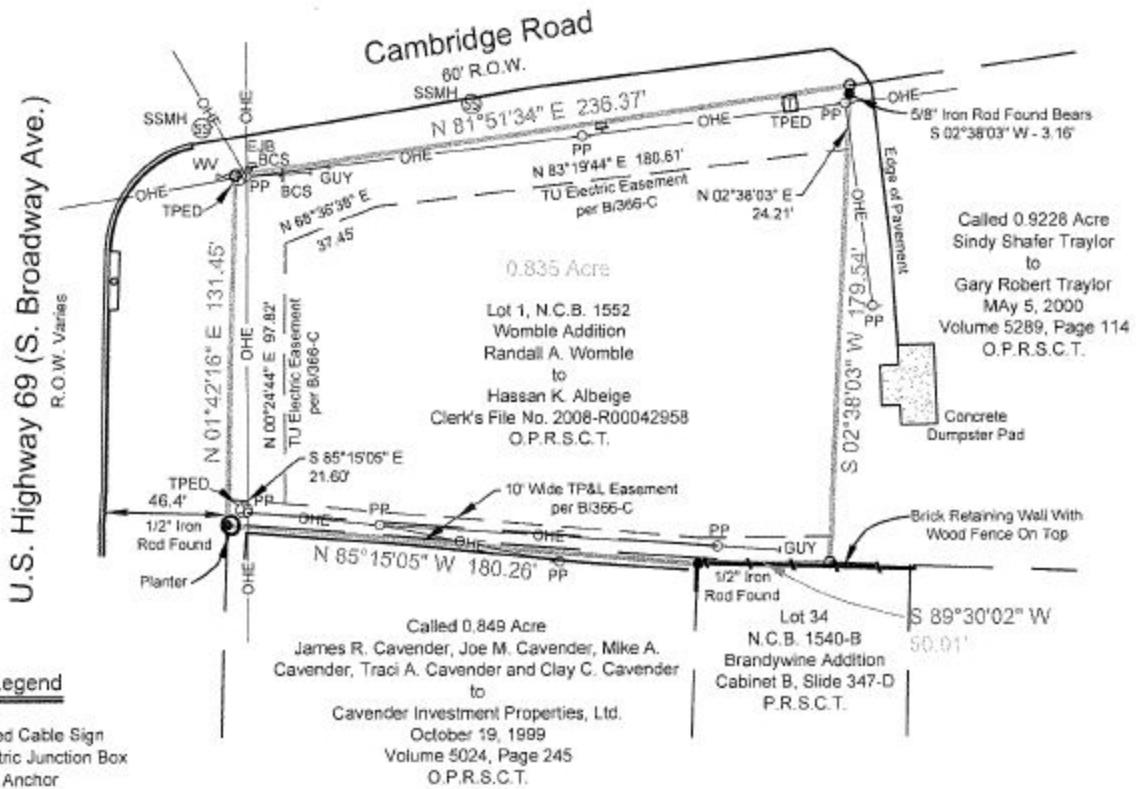 Cambridge Road
60' R.O.W.
SSMH
SS
N 81°51'34" E 236.37'
SSMH
SS
OHE
OHE
EJB
BCS
WV
OHE
PP
BCS
GUY
TPED
OHE
PP
OHE
TPED
PP
OHE
5/8" Iron Rod Found Bears
S 02°38'03" W - 3.16'
N 83°19'44" E 180.61'
TU Electric Easement
per B/366-C
N 02°38'03" E
24.21'
N 68°36'38" E
37.45'
OHE
PP
Edge of Pavement
Called 0.9228 Acre
Sindy Shafer Traylor
to
Gary Robert Traylor
MAy 5, 2000
Volume 5289, Page 114
O.P.R.S.C.T.
U.S. Highway 69 (S. Broadway Ave.)
R.O.W. Varies
N 01°42'16" E 131.45'
OHE
N 00°24'44" E 97.82'
TU Electric Easement
per B/366-C
0.835 Acre
Lot 1, N.C.B. 1552
Womble Addition
Randall A. Womble
to
Hassan K. Albeige
Clerk's File No. 2008-R00042958
O.P.R.S.C.T.
S 02°38'03" W 179.54'
Concrete
Dumpster Pad
S 85°15'05" E
21.60'
TPED
PP
46.4'
1/2" Iron
Rod Found
Planter
OHE
PP
10' Wide TP&L Easement
per B/366-C
OHE
OHE
OHE
PP
PP
GUY
N 85°15'05" W 180.26'
Brick Retaining Wall With
Wood Fence On Top
1/2" Iron
Rod Found
S 89°30'02" W
50.01'
Lot 34
N.C.B. 1540-B
Brandywine Addition
Cabinet B, Slide 347-D
P.R.S.C.T.
Called 0.849 Acre
James R. Cavender, Joe M. Cavender, Mike A.
Cavender, Traci A. Cavender and Clay C. Cavender
to
Cavender Investment Properties, Ltd.
October 19, 1999
Volume 5024, Page 245
O.P.R.S.C.T.
egend
ed Cable Sign
tric Junction Box
Anchor